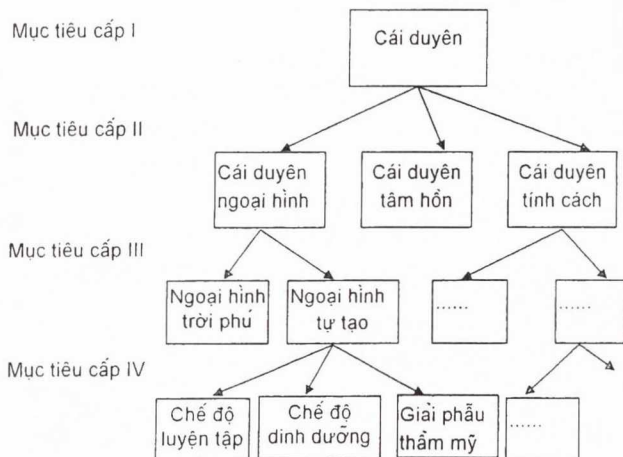 Mục tiêu cấp I
Cái duyên
Mục tiêu cấp II
Cái duyên
ngoại hình
Cái duyên
tâm hồn
Cái duyên
tính cách
Mục tiêu cấp III
Ngoại hình
trời phú
Ngoại hình
tự tạo
......
......
Mục tiêu cấp IV
Chế độ
luyện tập
Chế độ
dinh dưỡng
Giải phẫu
thẩm mỹ
......